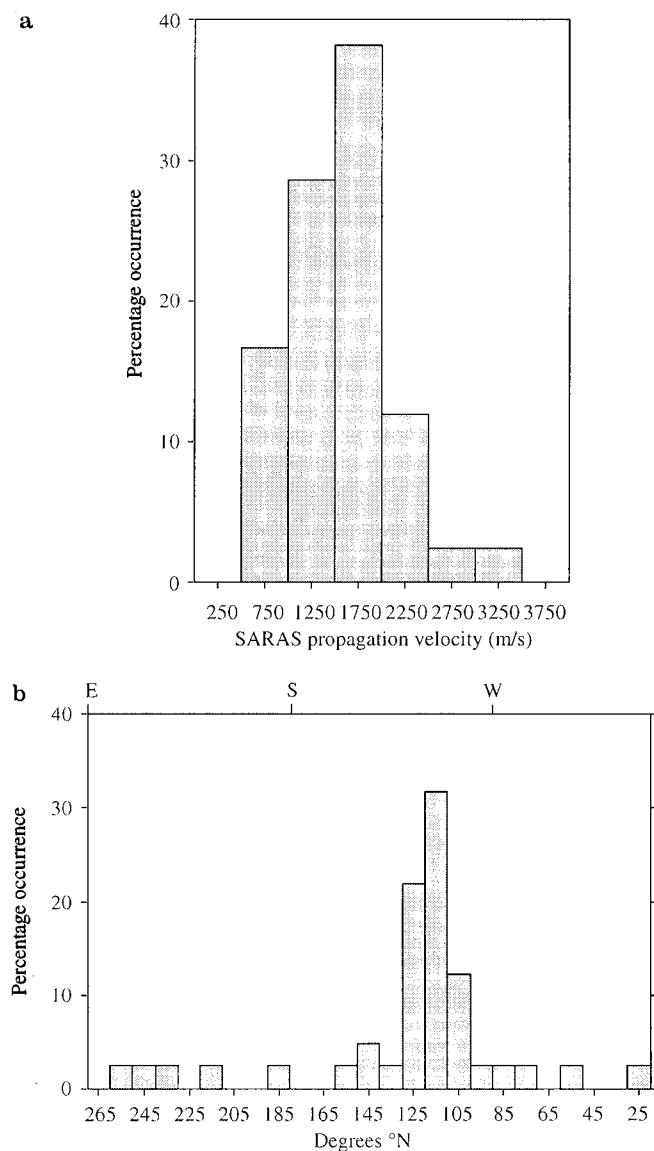 a
40
30
20
10
0
Percentage occurrence
250 750 1250 1750 2250 2750 3250 3750
SARAS propagation velocity (m/s)
b
E S W
40
30
20
10
0
Percentage occurrence
265 245 225 205 185 165 145 125 105 85 65 45 25
Degrees °N